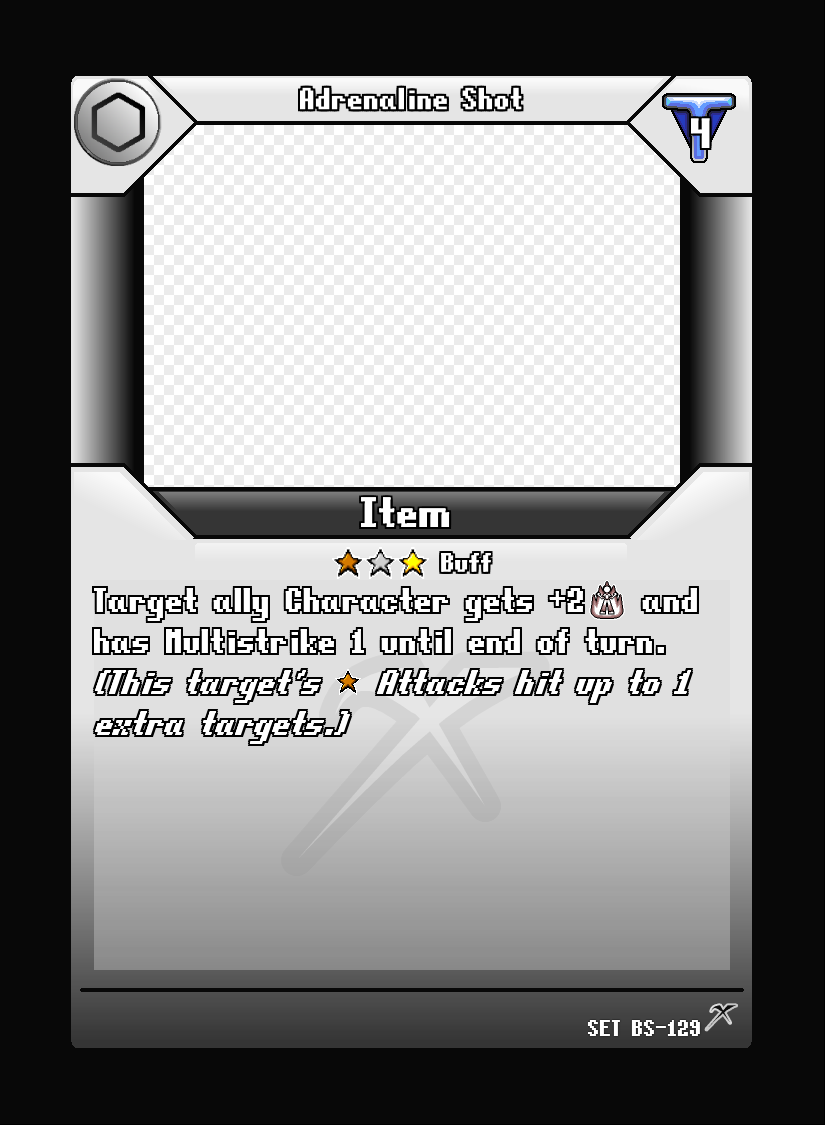 Adrenaline Shot
4
Item
Buff
Target ally Character gets +2 and
has Multistrike 1 until end of turn.
(This target's Attacks hit up to 1
extra targets.)
SET BS-129